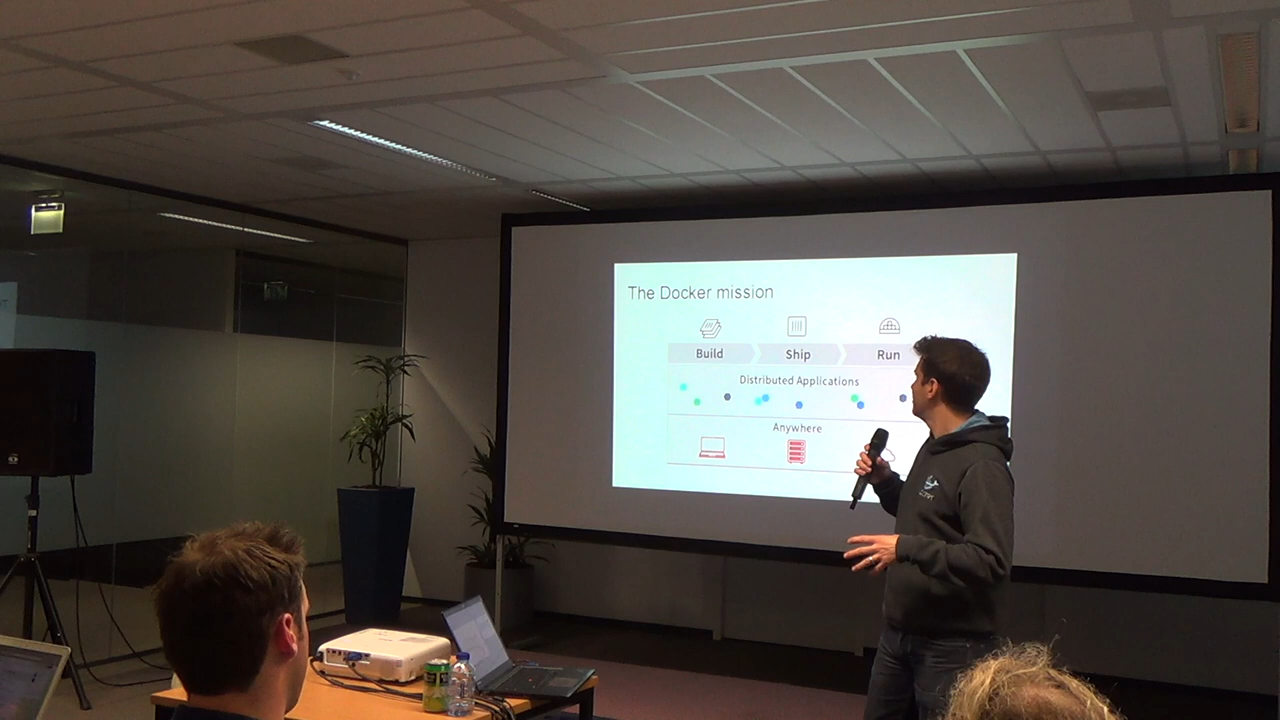 The Docker mission
Build
Ship
Run
Distributed Applications
Anywhere